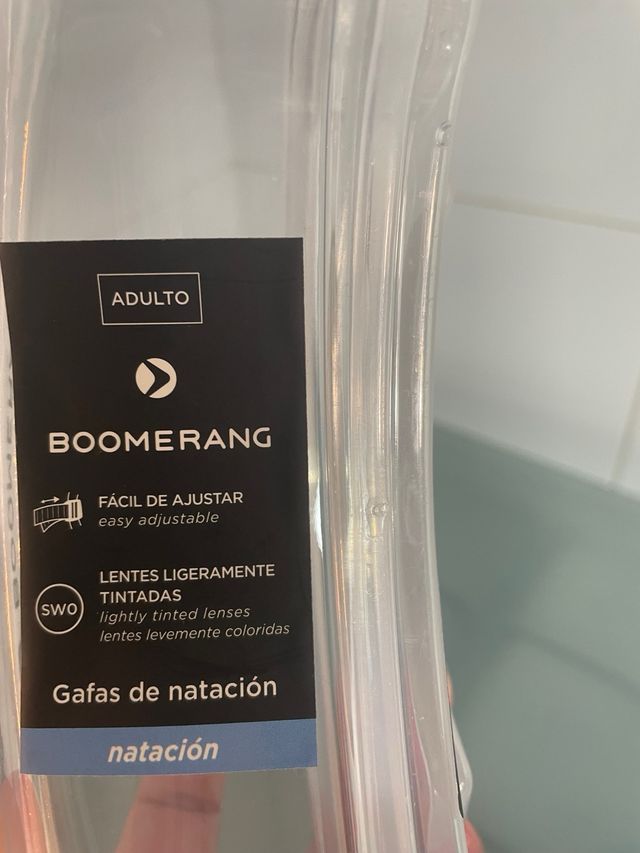 ADULTO
BOOMERANG
FÁCIL DE AJUSTAR
easy adjustable
SW0
LENTES LIGERAMENTE
TINTADAS
lightly tinted lenses
lentes levemente coloridas
Gafas de natación
natación